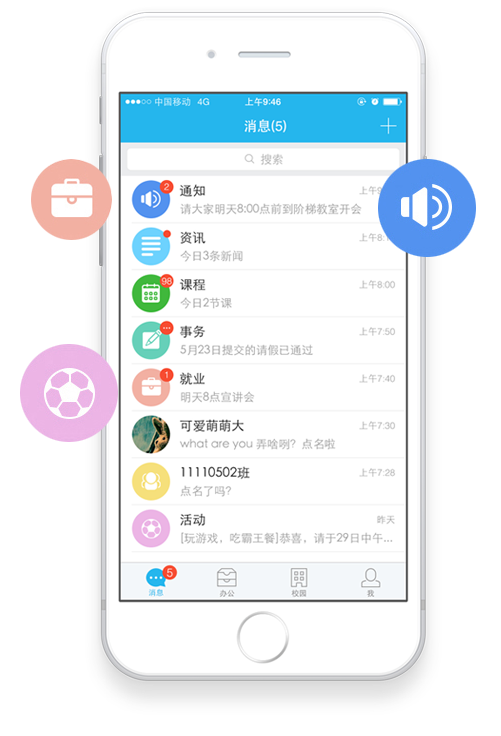 中国移动 4G 上午9:46
消息(5)
搜索
2
通知 上午9
请大家明天8:00点前到阶梯教室开会
资讯 上午8:1
今日3条新闻
98
课程 上午8:00
今日2节课
事务 上午7:50
5月23日提交的请假已通过
1
就业 上午7:40
明天8点宣讲会
可爱萌萌大 上午7:30
what are you 弄啥咧？点名啦
11110502班 上午7:28
点名了吗？
活动 昨天
[玩游戏，吃霸王餐]恭喜，请于29日中午...
5
消息 办公 校园 我